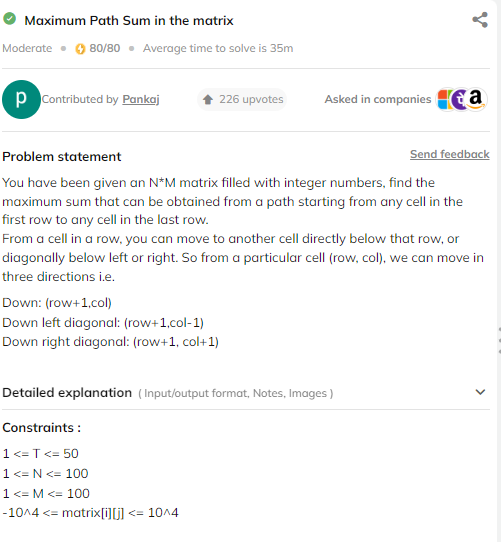 Maximum Path Sum in the matrix
Moderate • 80/80 • Average time to solve is 35m
p Contributed by Pankaj 226 upvotes Asked in companies a
Problem statement Send feedback
You have been given an N*M matrix filled with integer numbers, find the
maximum sum that can be obtained from a path starting from any cell in the
first row to any cell in the last row.
From a cell in a row, you can move to another cell directly below that row, or
diagonally below left or right. So from a particular cell (row, col), we can move in
three directions i.e.
Down: (row+1,col)
Down left diagonal: (row+1,col-1)
Down right diagonal: (row+1, col+1)
Detailed explanation ( Input/output format, Notes, Images )
Constraints :
1 <= T <= 50
1 <= N <= 100
1 <= M <= 100
-10^4 <= matrix[i][j] <= 10^4